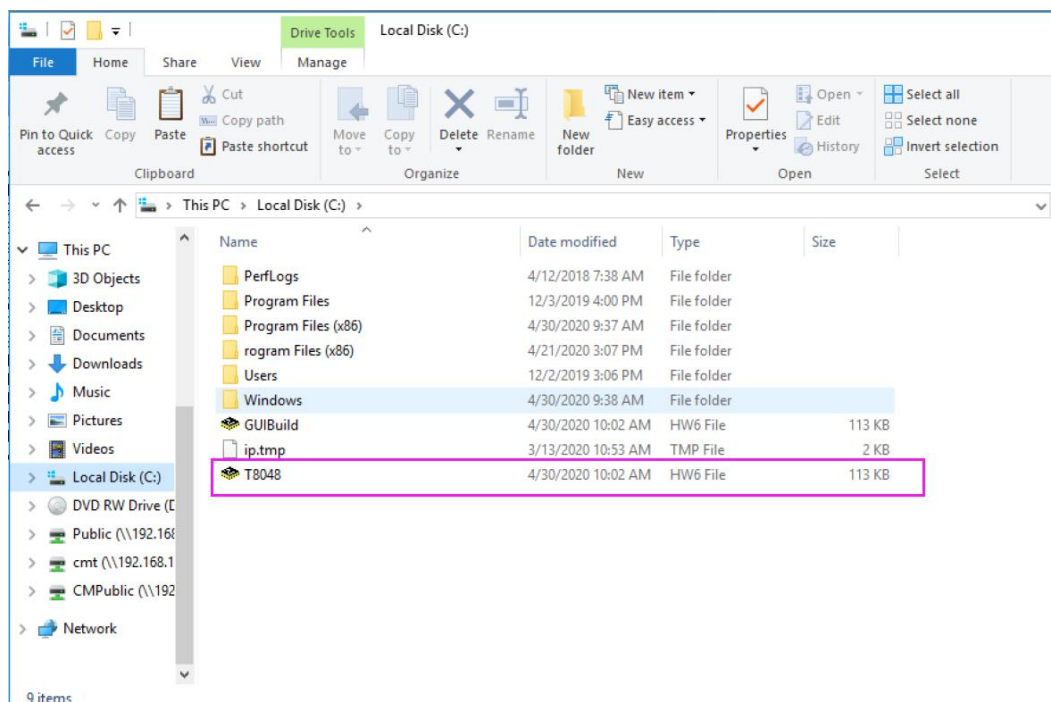 Drive Tools Local Disk (C:)
File Home Share View Manage
Pin to Quick access
Copy
Paste
Cut
Copy path
Paste shortcut
Clipboard
Move to
Copy to
Delete
Rename
Organize
New folder
New item
Easy access
New
Properties
Open
Edit
History
Open
Select all
Select none
Invert selection
Select
This PC Local Disk (C:)
This PC
3D Objects
Desktop
Documents
Downloads
Music
Pictures
Videos
Local Disk (C:)
DVD RW Drive (D
Public (\\192.168
cmt (\\192.168.1
CMPublic (\\192
Network
Name Date modified Type Size
PerfLogs 4/12/2018 7:38 AM File folder
Program Files 12/3/2019 4:00 PM File folder
Program Files (x86) 4/30/2020 9:37 AM File folder
rogram Files (x86) 4/21/2020 3:07 PM File folder
Users 12/2/2019 3:06 PM File folder
Windows 4/30/2020 9:38 AM File folder
GUIBuild 4/30/2020 10:02 AM HW6 File 113 KB
ip.tmp 3/13/2020 10:53 AM TMP File 2 KB
T8048 4/30/2020 10:02 AM HW6 File 113 KB
9 items